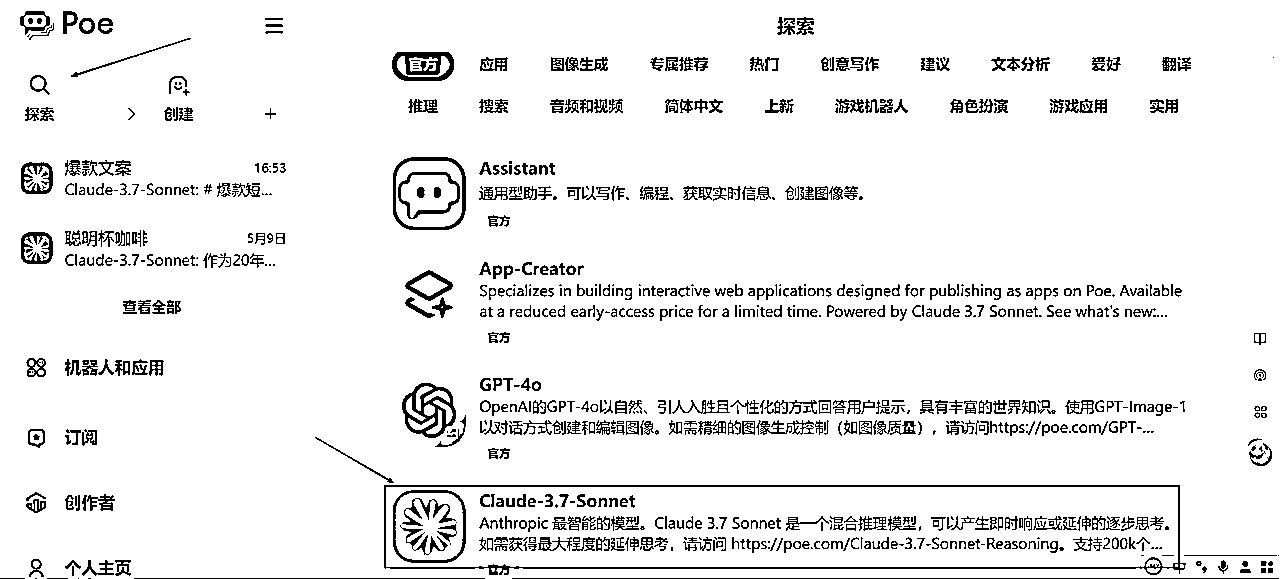 Poe
探索
创建
爆款文案
16:53
Claude-3.7-Sonnet: # 爆款短...
聪明杯咖啡
5月9日
Claude-3.7-Sonnet: 作为20年...
查看全部
机器人和应用
订阅
创作者
个人主页
探索
官方 应用 图像生成 专属推荐 热门 创意写作 建议 文本分析 爱好 翻译
推理 搜索 音频和视频 简体中文 上新 游戏机器人 角色扮演 游戏应用 实用
Assistant
通用型助手。可以写作、编程、获取实时信息、创建图像等。
官方
App-Creator
Specializes in building interactive web applications designed for publishing as apps on Poe. Available
at a reduced early-access price for a limited time. Powered by Claude 3.7 Sonnet. See what's new:...
官方
GPT-4o
OpenAI的GPT-4o以自然、引人入胜且个性化的方式回答用户提示，具有丰富的世界知识。使用GPT-Image-1
以对话方式创建和编辑图像。如需精细的图像生成控制（如图像质量），请访问https://poe.com/GPT-...
官方
Claude-3.7-Sonnet
Anthropic 最智能的模型。Claude 3.7 Sonnet 是一个混合推理模型，可以产生即时响应或延伸的逐步思考。
如需获得最大程度的延伸思考，请访问 https://poe.com/Claude-3.7-Sonnet-Reasoning。支持200k个...
官方
中